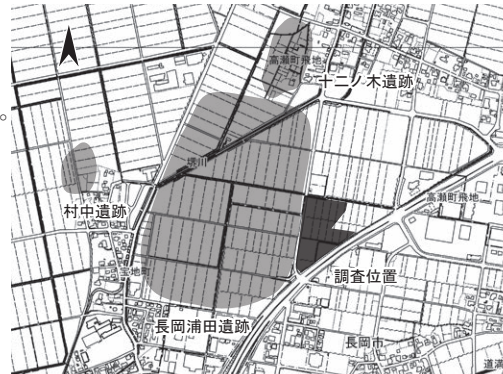 高瀬町飛地
十二ノ木遺跡
堺川
高瀬町飛地
村中遺跡
宝地町
調査位置
長岡浦田遺跡
長岡市
道満